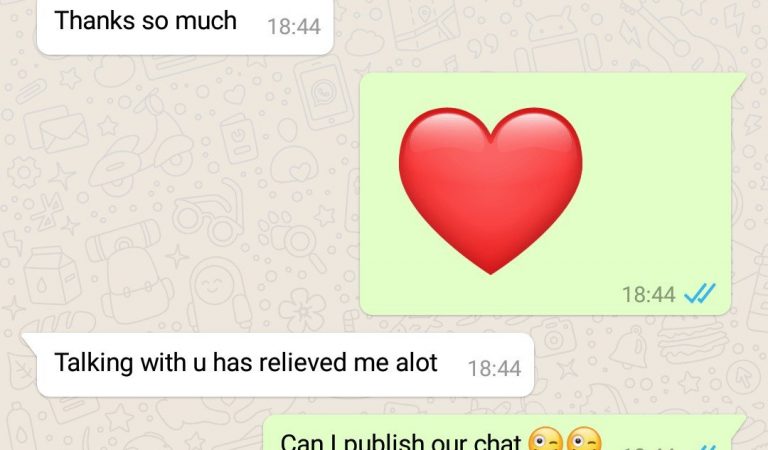 Thanks so much 18:44
❤️
18:44
Talking with u has relieved me alot 18:44
Can I publish our chat 😜😜